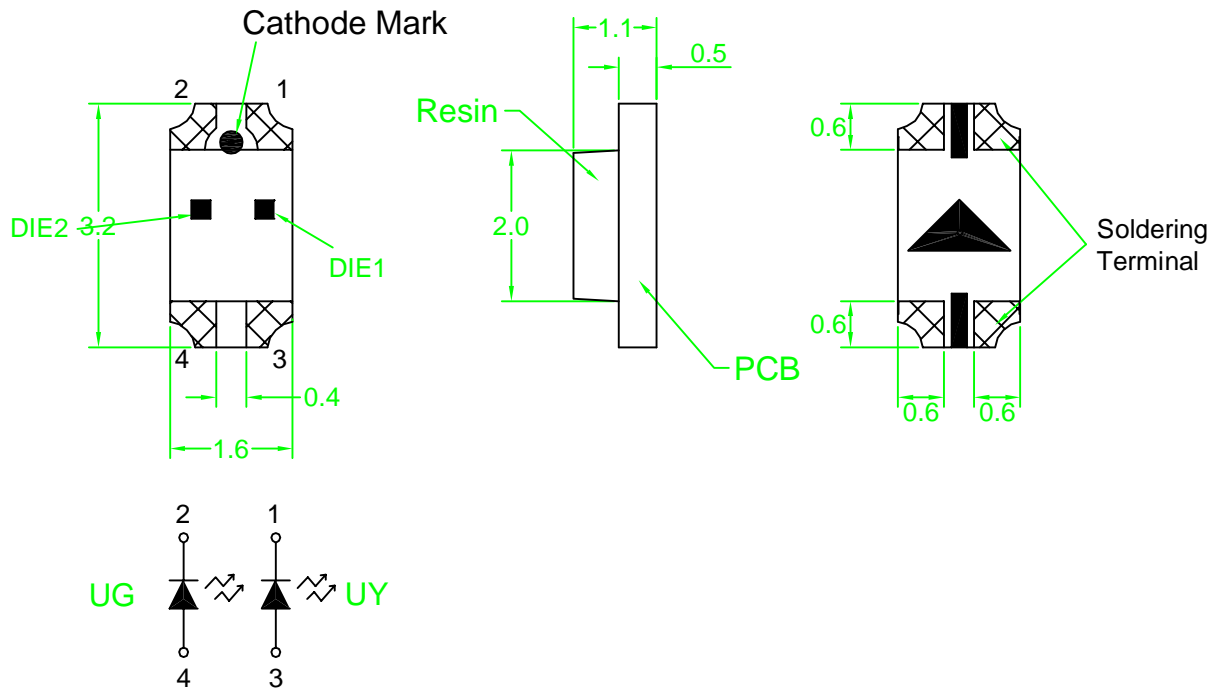 Cathode Mark
2 1
DIE2
3.2
DIE1
4 3
0.4
1.6
1.1
0.5
Resin
2.0
PCB
0.6
Soldering
Terminal
0.6
0.6 0.6
2 1
UG
UY
4 3